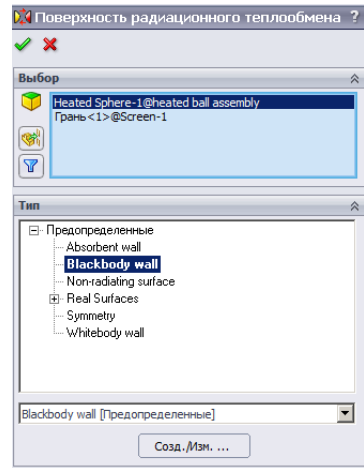 Поверхность радиационного теплообмена ?
Выбор
Heated Sphere-1@heated ball assembly
Грань<1>@Screen-1
Тип
Предопределенные
Absorbent wall
Blackbody wall
Non-radiating surface
Real Surfaces
Symmetry
Whitebody wall
Blackbody wall [Предопределенные]
Созд./Изм. ...